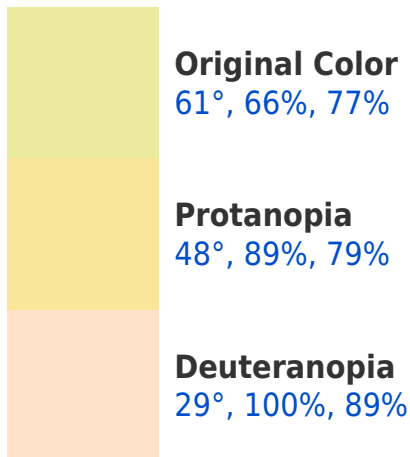 Original Color
61°, 66%, 77%
Protanopia
48°, 89%, 79%
Deuteranopia
29°, 100%, 89%